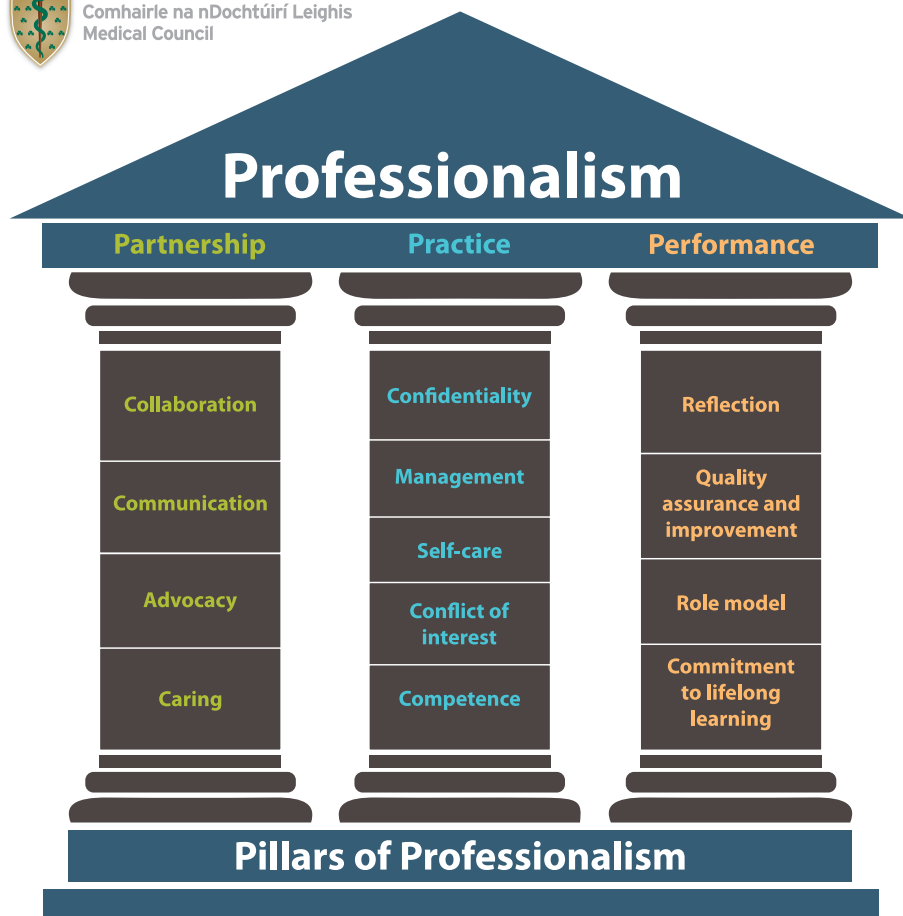 Comhairle na nDochtúirí Leighis
Medical Council
Professionalism
Partnership
Practice
Performance
Collaboration
Communication
Advocacy
Caring
Confidentiality
Management
Self-care
Conflict of
interest
Competence
Reflection
Quality
assurance and
improvement
Role model
Commitment
to lifelong
learning
Pillars of Professionalism